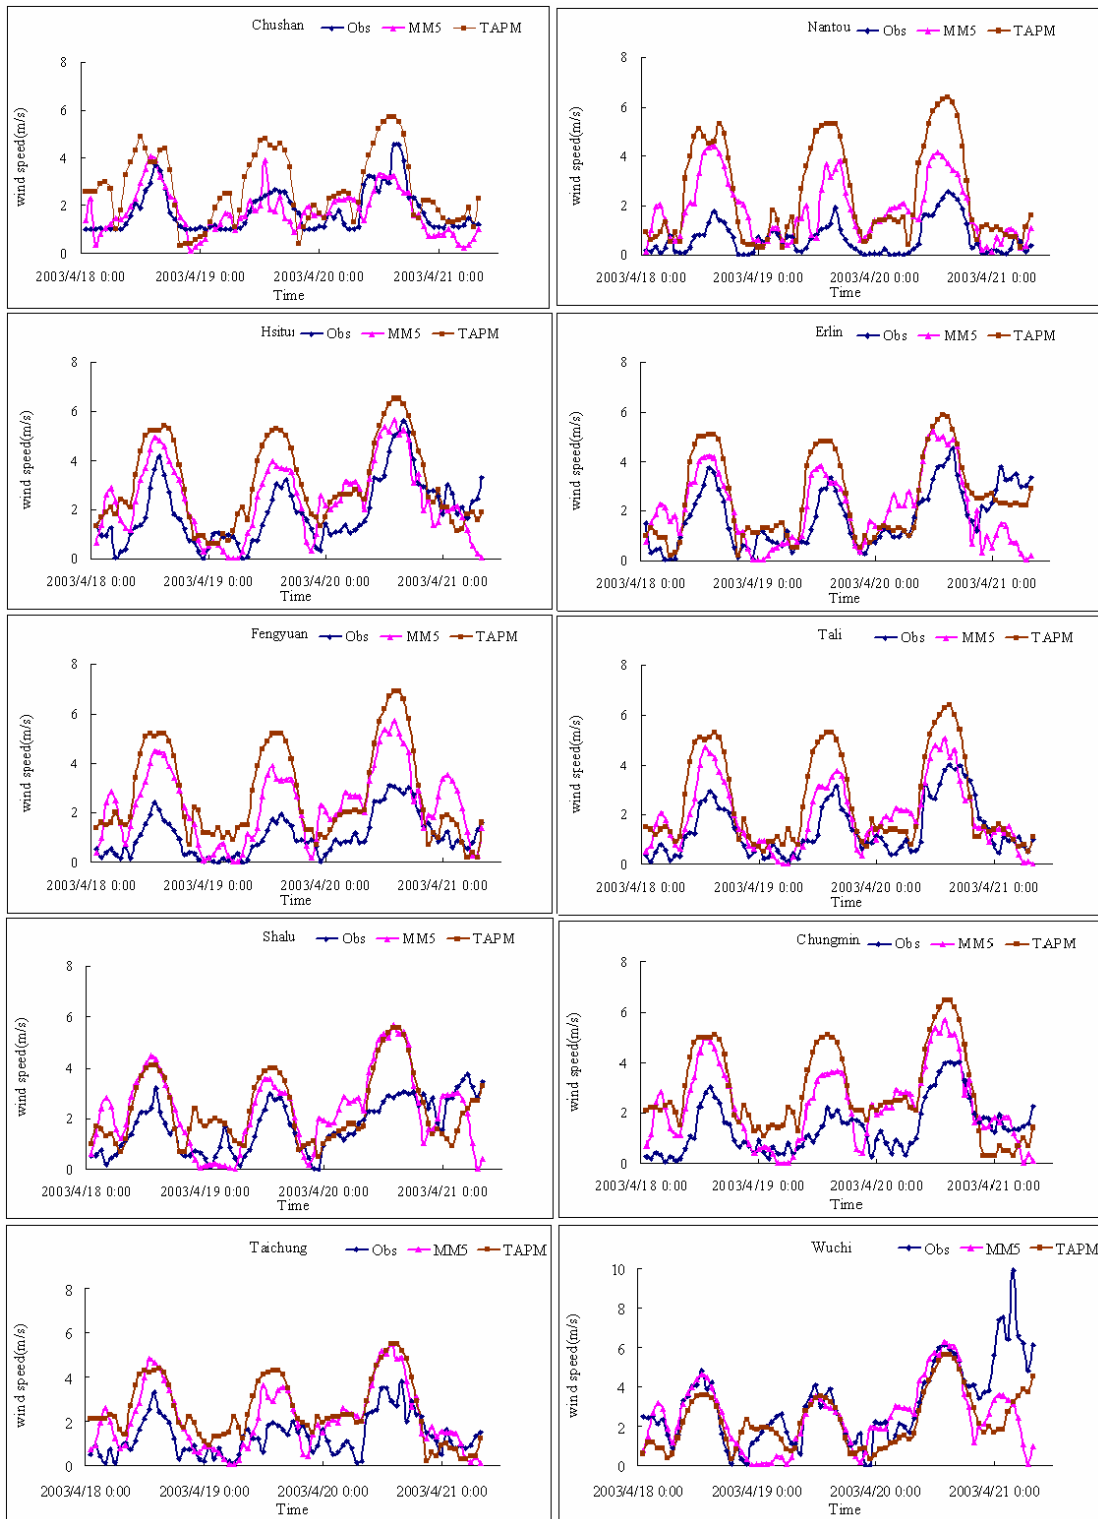 Chushan Obs MM5 TAPM
wind speed(m/s)
8
6
4
2
0
2003/4/18 0:00 2003/4/19 0:00 2003/4/20 0:00 2003/4/21 0:00
Time
Nantou Obs MM5 TAPM
wind speed(m/s)
8
6
4
2
0
2003/4/18 0:00 2003/4/19 0:00 2003/4/20 0:00 2003/4/21 0:00
Time
Hsitui Obs MM5 TAPM
wind speed(m/s)
8
6
4
2
0
2003/4/18 0:00 2003/4/19 0:00 2003/4/20 0:00 2003/4/21 0:00
Time
Erlin Obs MM5 TAPM
wind speed(m/s)
8
6
4
2
0
2003/4/18 0:00 2003/4/19 0:00 2003/4/20 0:00 2003/4/21 0:00
Time
Fengyuan Obs MM5 TAPM
wind speed(m/s)
8
6
4
2
0
2003/4/18 0:00 2003/4/19 0:00 2003/4/20 0:00 2003/4/21 0:00
Time
Tali Obs MM5 TAPM
wind speed(m/s)
8
6
4
2
0
2003/4/18 0:00 2003/4/19 0:00 2003/4/20 0:00 2003/4/21 0:00
Time
Shalu Obs MM5 TAPM
wind speed(m/s)
8
6
4
2
0
2003/4/18 0:00 2003/4/19 0:00 2003/4/20 0:00 2003/4/21 0:00
Time
Chungmin Obs MM5 TAPM
wind speed(m/s)
8
6
4
2
0
2003/4/18 0:00 2003/4/19 0:00 2003/4/20 0:00 2003/4/21 0:00
Time
Taichung Obs MM5 TAPM
wind speed(m/s)
8
6
4
2
0
2003/4/18 0:00 2003/4/19 0:00 2003/4/20 0:00 2003/4/21 0:00
Time
Wuchi Obs MM5 TAPM
wind speed(m/s)
10
8
6
4
2
0
2003/4/18 0:00 2003/4/19 0:00 2003/4/20 0:00 2003/4/21 0:00
Time